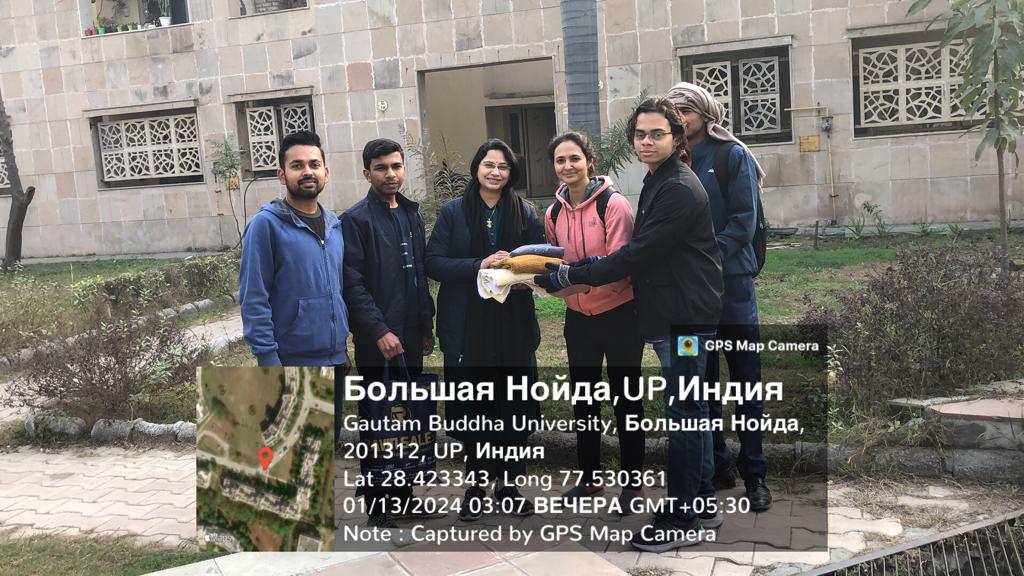 GPS Map Camera
Большая Нойда,UP,Индия
Gautam Buddha University, Большая Нойда,
201312, UP, Индия
Lat 28.423343, Long 77.530361
01/13/2024 03:07 ВЕЧЕРА GMT+05:30
Note : Captured by GPS Map Camera